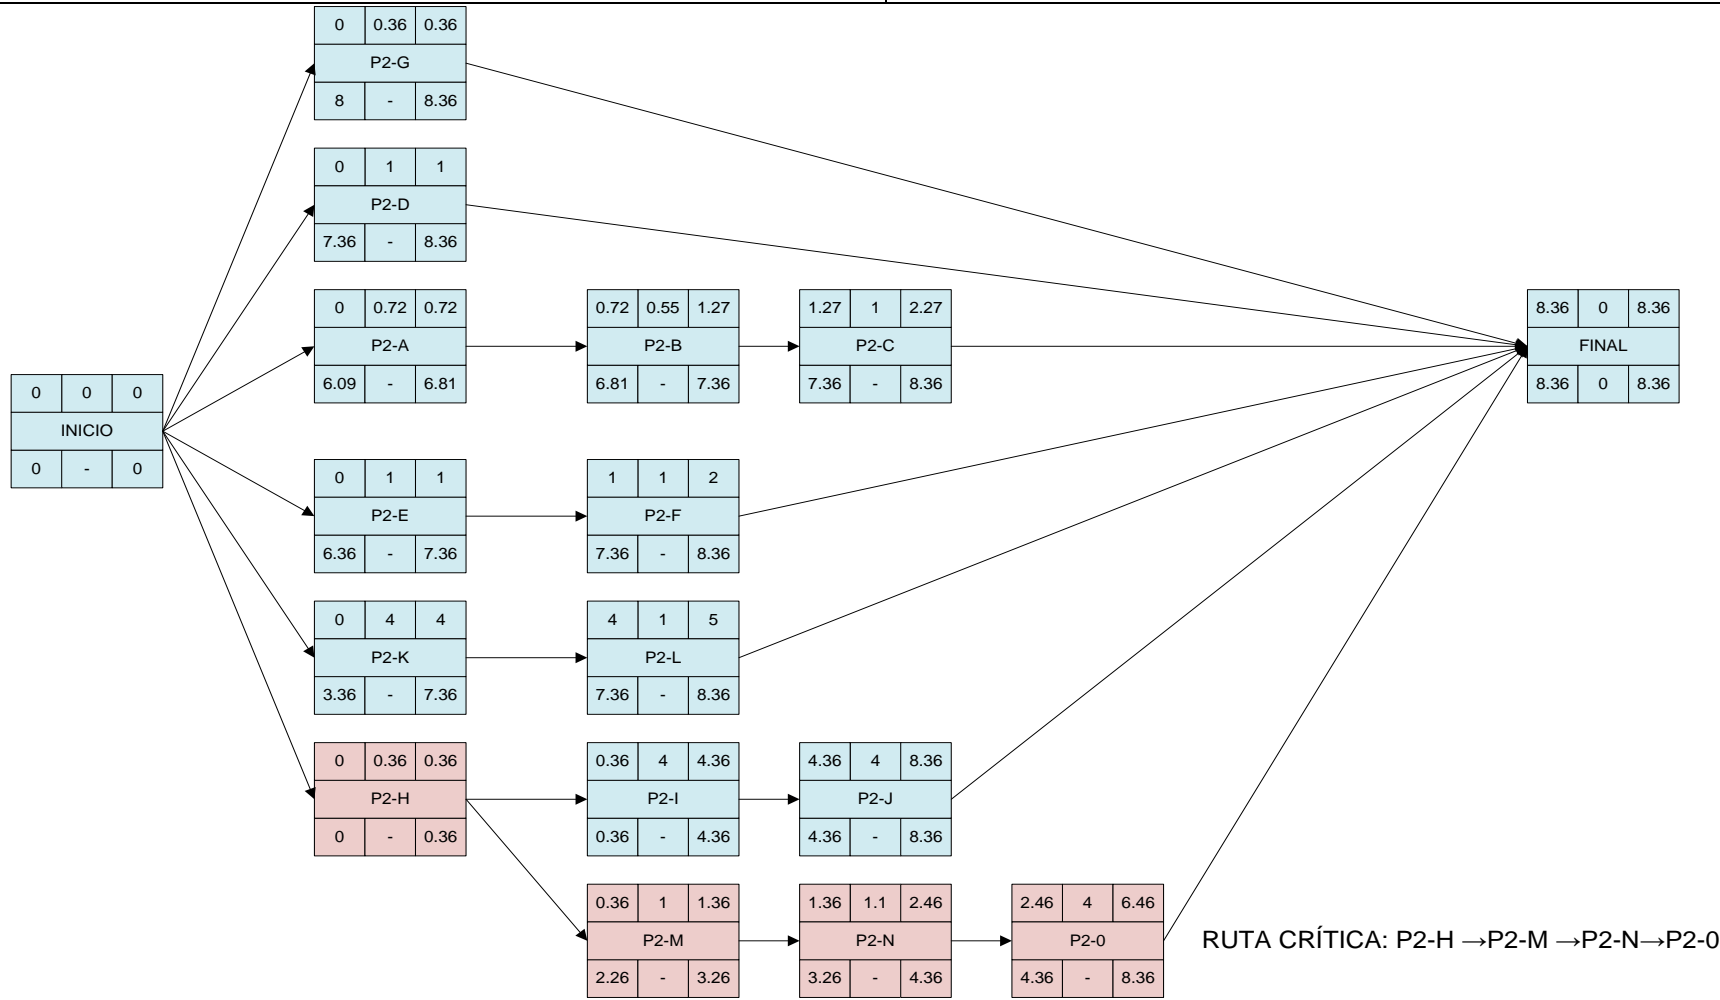 0 0.36 0.36
P2-G
8 - 8.36
0 1 1
P2-D
7.36 - 8.36
0 0.72 0.72
P2-A
6.09 - 6.81
0.72 0.55 1.27
P2-B
6.81 - 7.36
1.27 1 2.27
P2-C
7.36 - 8.36
8.36 0 8.36
FINAL
8.36 0 8.36
0 0 0
INICIO
0 - 0
0 1 1
P2-E
6.36 - 7.36
1 1 2
P2-F
7.36 - 8.36
0 4 4
P2-K
3.36 - 7.36
4 1 5
P2-L
7.36 - 8.36
0 0.36 0.36
P2-H
0 - 0.36
0.36 4 4.36
P2-I
0.36 - 4.36
4.36 4 8.36
P2-J
4.36 - 8.36
0.36 1 1.36
P2-M
2.26 - 3.26
1.36 1.1 2.46
P2-N
3.26 - 4.36
2.46 4 6.46
P2-0
4.36 - 8.36
RUTA CRÍTICA: P2-H →P2-M →P2-N→P2-0